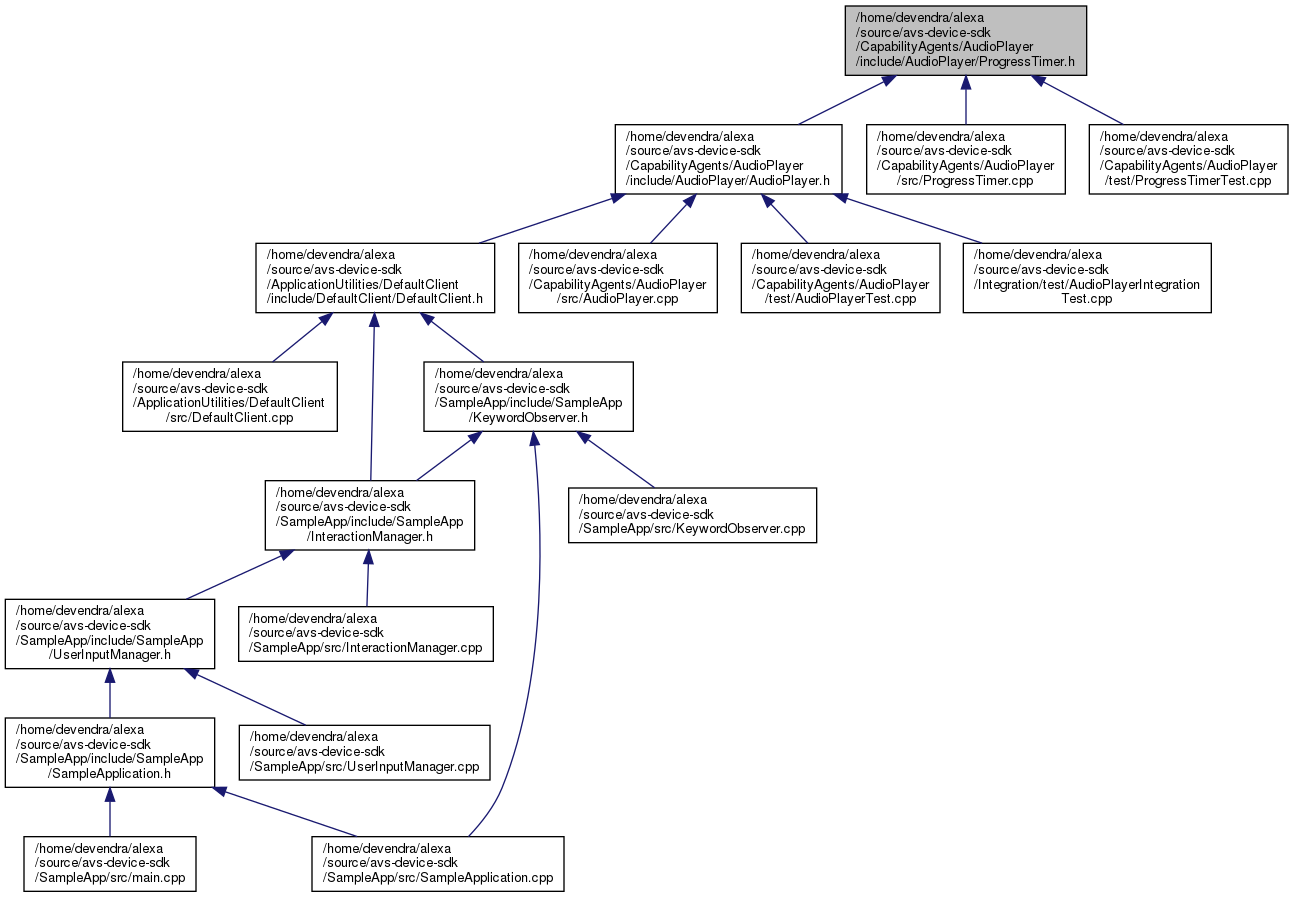 /home/devendra/alexa
/source/avs-device-sdk
/CapabilityAgents/AudioPlayer
/include/AudioPlayer/ProgressTimer.h
/home/devendra/alexa
/source/avs-device-sdk
/CapabilityAgents/AudioPlayer
/include/AudioPlayer/AudioPlayer.h
/home/devendra/alexa
/source/avs-device-sdk
/CapabilityAgents/AudioPlayer
/src/ProgressTimer.cpp
/home/devendra/alexa
/source/avs-device-sdk
/CapabilityAgents/AudioPlayer
/test/ProgressTimerTest.cpp
/home/devendra/alexa
/source/avs-device-sdk
/ApplicationUtilities/DefaultClient
/include/DefaultClient/DefaultClient.h
/home/devendra/alexa
/source/avs-device-sdk
/CapabilityAgents/AudioPlayer
/src/AudioPlayer.cpp
/home/devendra/alexa
/source/avs-device-sdk
/CapabilityAgents/AudioPlayer
/test/AudioPlayerTest.cpp
/home/devendra/alexa
/source/avs-device-sdk
/Integration/test/AudioPlayerIntegration
Test.cpp
/home/devendra/alexa
/source/avs-device-sdk
/ApplicationUtilities/DefaultClient
/src/DefaultClient.cpp
/home/devendra/alexa
/source/avs-device-sdk
/SampleApp/include/SampleApp
/KeywordObserver.h
/home/devendra/alexa
/source/avs-device-sdk
/SampleApp/include/SampleApp
/InteractionManager.h
/home/devendra/alexa
/source/avs-device-sdk
/SampleApp/src/KeywordObserver.cpp
/home/devendra/alexa
/source/avs-device-sdk
/SampleApp/include/SampleApp
/UserInputManager.h
/home/devendra/alexa
/source/avs-device-sdk
/SampleApp/src/InteractionManager.cpp
/home/devendra/alexa
/source/avs-device-sdk
/SampleApp/include/SampleApp
/SampleApplication.h
/home/devendra/alexa
/source/avs-device-sdk
/SampleApp/src/UserInputManager.cpp
/home/devendra/alexa
/source/avs-device-sdk
/SampleApp/src/main.cpp
/home/devendra/alexa
/source/avs-device-sdk
/SampleApp/src/SampleApplication.cpp